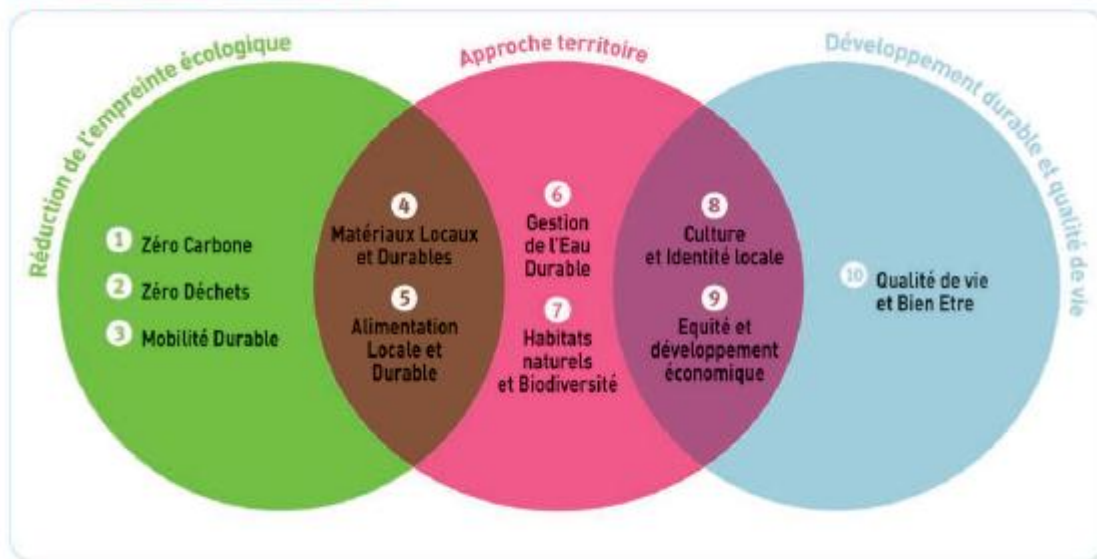 Réduction de l'empreinte écologique
Approche territoire
Développement durable et qualité de vie
1 Zéro Carbone
2 Zéro Déchets
3 Mobilité Durable
4
Matériaux Locaux
et Durables
5
Alimentation
Locale et
Durable
6
Gestion
de l'Eau
Durable
7
Habitats
naturels
et Biodiversité
8
Culture
et Identité locale
9
Equité et
développement
économique
10 Qualité de vie
et Bien Etre